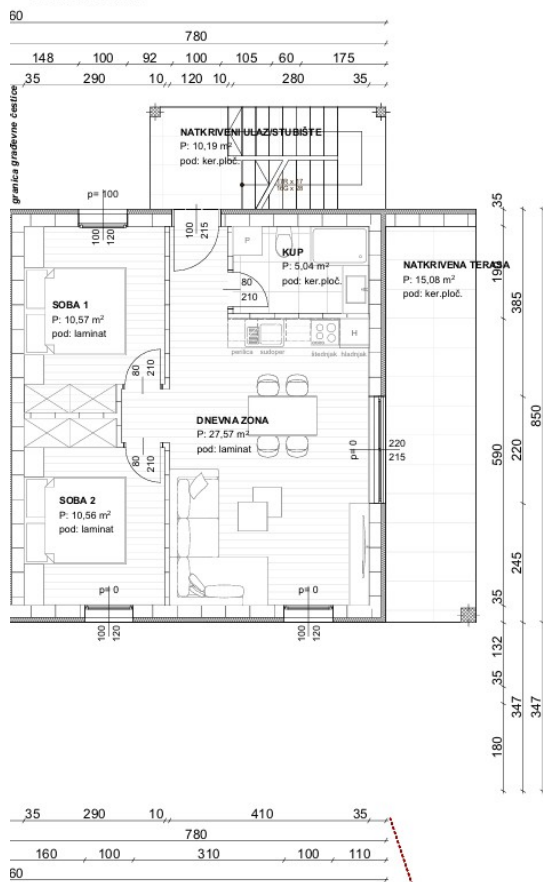 60
780
148 100 92 100 105 60 175
35 290 10 120 10 280 35
granica građevne čestice
NATKRIVENI ULAZ/STUBIŠTE
P: 10,19 m²
pod: ker.ploč.
p= 100
100
120
100
215
P
KUP
P: 5,04 m²
pod: ker.ploč.
80
210
NATKRIVENA TERASA
P: 15,08 m²
pod: ker.ploč.
SOBA 1
P: 10,57 m²
pod: laminat
perilica sudoper štednjak hladnjak
H
80
210
DNEVNA ZONA
P: 27,57 m²
pod: laminat
p= 0
220
215
80
210
SOBA 2
P: 10,56 m²
pod: laminat
p= 0
p= 0
100
120
100
120
35
385
850
590
220
245
35
132
35
347
347
180
35 290 10 410 35
780
160 100 310 100 110
60